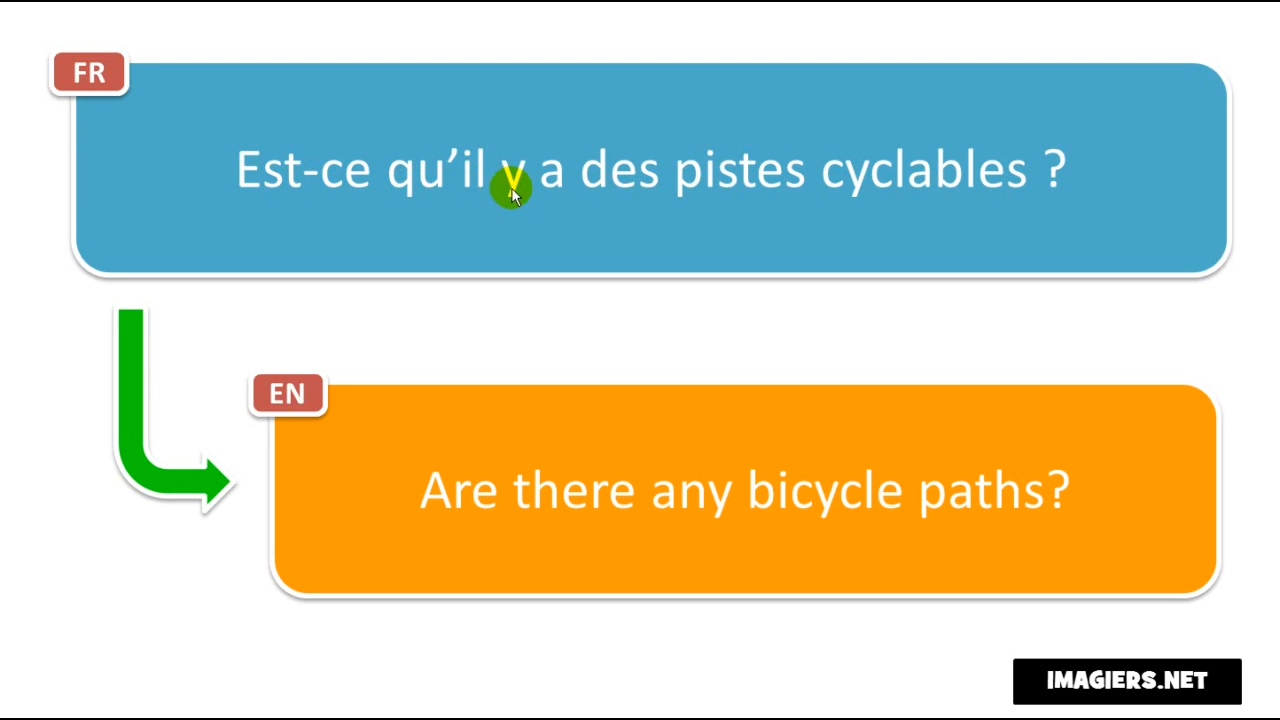 FR
Est-ce qu’il y a des pistes cyclables ?
EN
Are there any bicycle paths?
IMAGIERS.NET